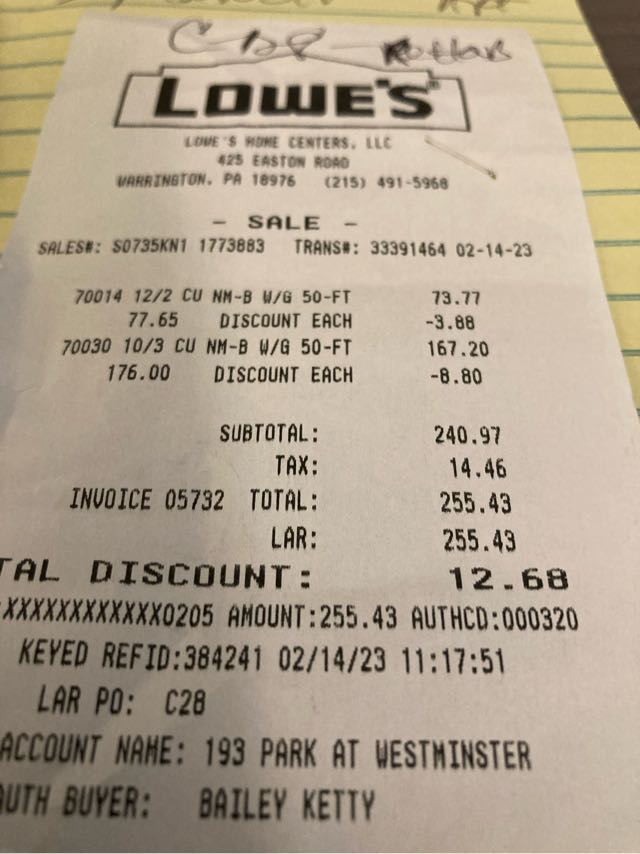 LOWE'S
LOWE'S HOME CENTERS, LLC
425 EASTON ROAD
WARRINGTON, PA 18976 (215) 491-5968
- SALE -
SALES#: S0735KN1 1773883 TRANS#: 33391464 02-14-23
70014 12/2 CU NM-B W/G 50-FT 73.77
77.65 DISCOUNT EACH -3.88
70030 10/3 CU NM-B W/G 50-FT 167.20
176.00 DISCOUNT EACH -8.80
SUBTOTAL: 240.97
TAX: 14.46
INVOICE 05732 TOTAL: 255.43
LAR: 255.43
TAL DISCOUNT: 12.68
XXXXXXXXXXXX0205 AMOUNT:255.43 AUTHCD:000320
KEYED REFID:384241 02/14/23 11:17:51
LAR PO: C28
ACCOUNT NAME: 193 PARK AT WESTMINSTER
AUTH BUYER: BAILEY KETTY